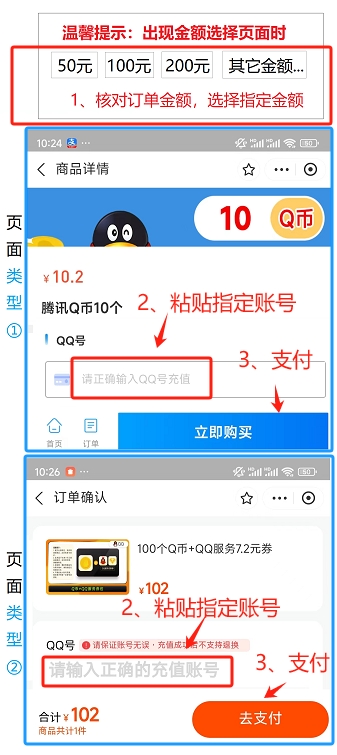 温馨提示：出现金额选择页面时
50元 100元 200元 其它金额...
1、核对订单金额，选择指定金额
页面类型①
10:24
商品详情
10 Q币
¥10.2
腾讯Q币10个
2、粘贴指定账号
QQ号
请正确输入QQ号充值
3、支付
首页 订单 立即购买
页面类型②
10:26
订单确认
100个Q币+QQ服务7.2元券
¥102
2、粘贴指定账号
QQ号 请保证账号无误，充值成功后不支持退换
请输入正确的充值账号
3、支付
合计¥102
商品共计1件
去支付